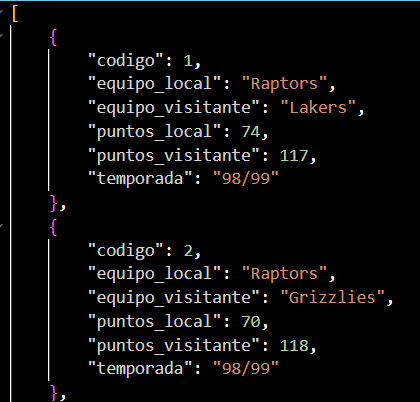 [
{
"codigo": 1,
"equipo_local": "Raptors",
"equipo_visitante": "Lakers",
"puntos_local": 74,
"puntos_visitante": 117,
"temporada": "98/99"
},
{
"codigo": 2,
"equipo_local": "Raptors",
"equipo_visitante": "Grizzlies",
"puntos_local": 70,
"puntos_visitante": 118,
"temporada": "98/99"
},